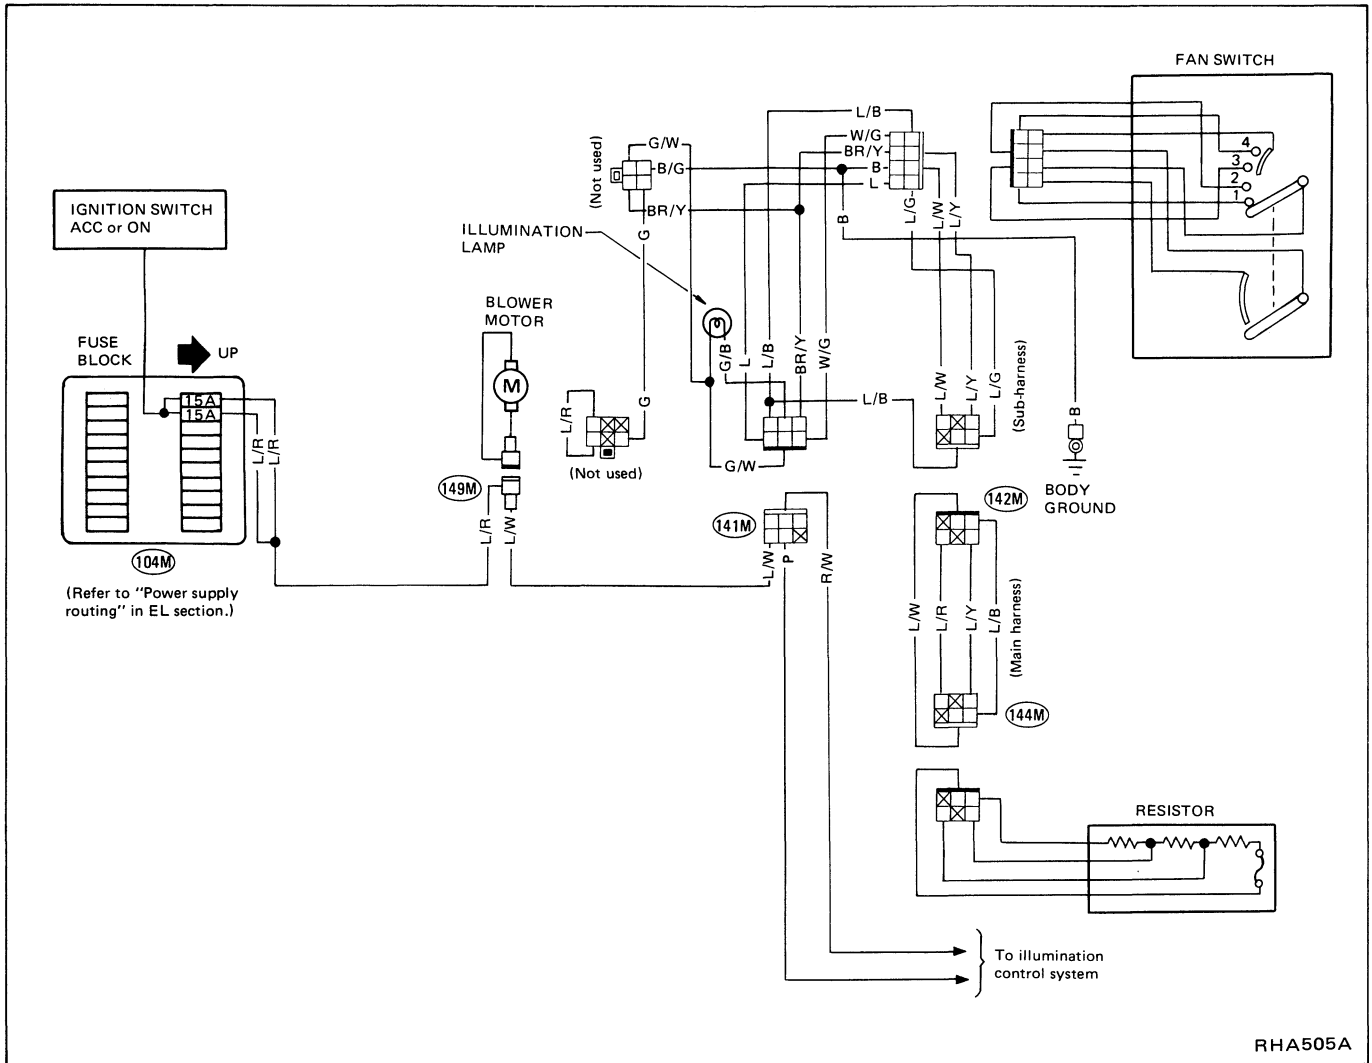 FAN SWITCH
4
3
2
1
L/B
W/G
BR/Y
B
L
G/W
B/G
BR/Y
(Not used)
G
B
L/G
L/W
L/Y
IGNITION SWITCH
ACC or ON
ILLUMINATION
LAMP
BLOWER
MOTOR
M
FUSE
BLOCK
UP
15A
15A
L/R
L/R
104M
(Refer to "Power supply
routing" in EL section.)
L/R
G
(Not used)
G/B
L
L/B
BR/Y
W/G
L/B
G/W
L/W
L/Y
L/G
(Sub-harness)
B
BODY
GROUND
149M
L/R
L/W
141M
L/W
P
R/W
142M
L/W
L/R
L/Y
L/B
(Main harness)
144M
RESISTOR
To illumination
control system
RHA505A